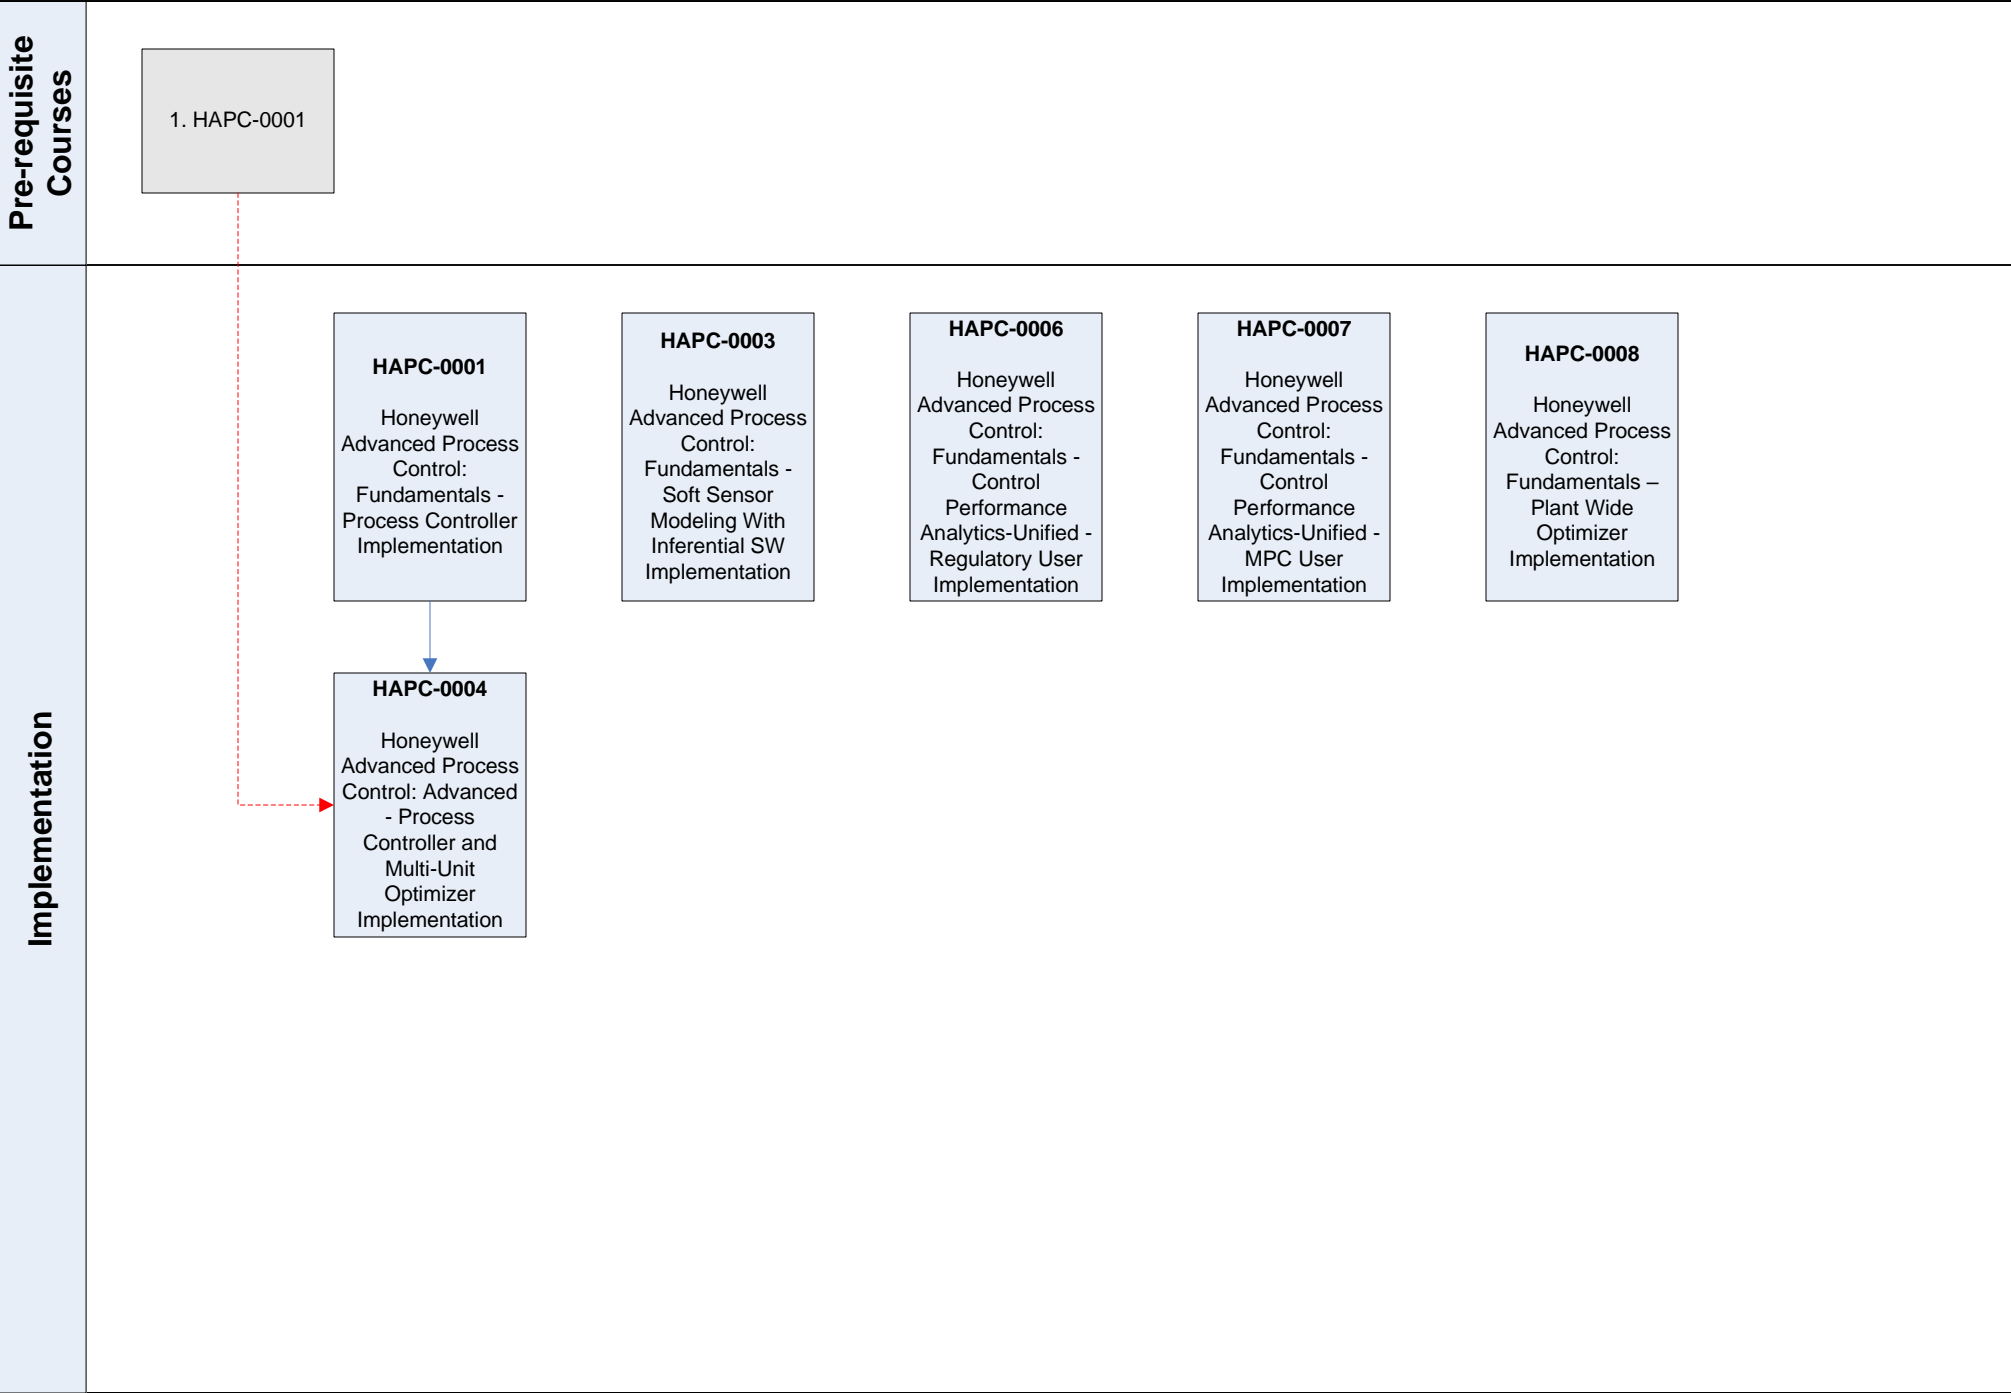 Pre-requisite
Courses
1. HAPC-0001
Implementation
HAPC-0001
Honeywell
Advanced Process
Control:
Fundamentals -
Process Controller
Implementation
HAPC-0003
Honeywell
Advanced Process
Control:
Fundamentals -
Soft Sensor
Modeling With
Inferential SW
Implementation
HAPC-0006
Honeywell
Advanced Process
Control:
Fundamentals -
Control
Performance
Analytics-Unified -
Regulatory User
Implementation
HAPC-0007
Honeywell
Advanced Process
Control:
Fundamentals -
Control
Performance
Analytics-Unified -
MPC User
Implementation
HAPC-0008
Honeywell
Advanced Process
Control:
Fundamentals –
Plant Wide
Optimizer
Implementation
HAPC-0004
Honeywell
Advanced Process
Control: Advanced
- Process
Controller and
Multi-Unit
Optimizer
Implementation